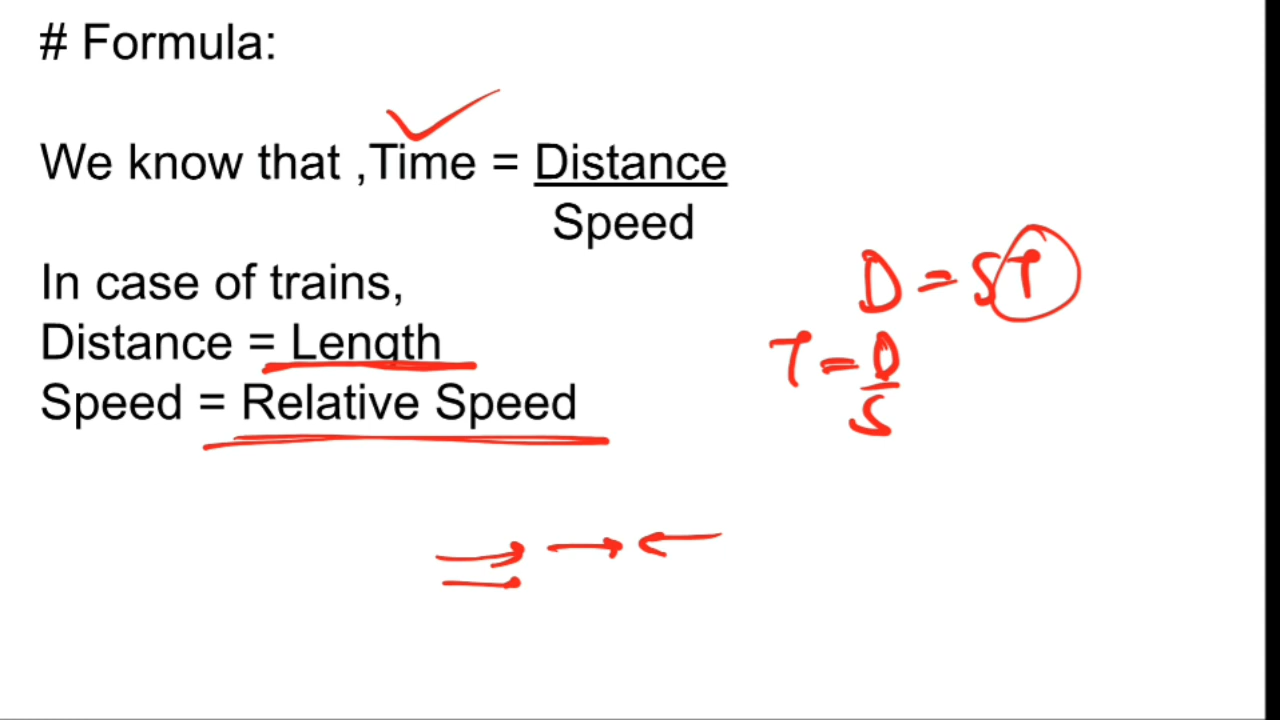 # Formula:
We know that ,Time = Distance
Speed
D = ST
In case of trains,
Distance = Length
T = D
S
Speed = Relative Speed